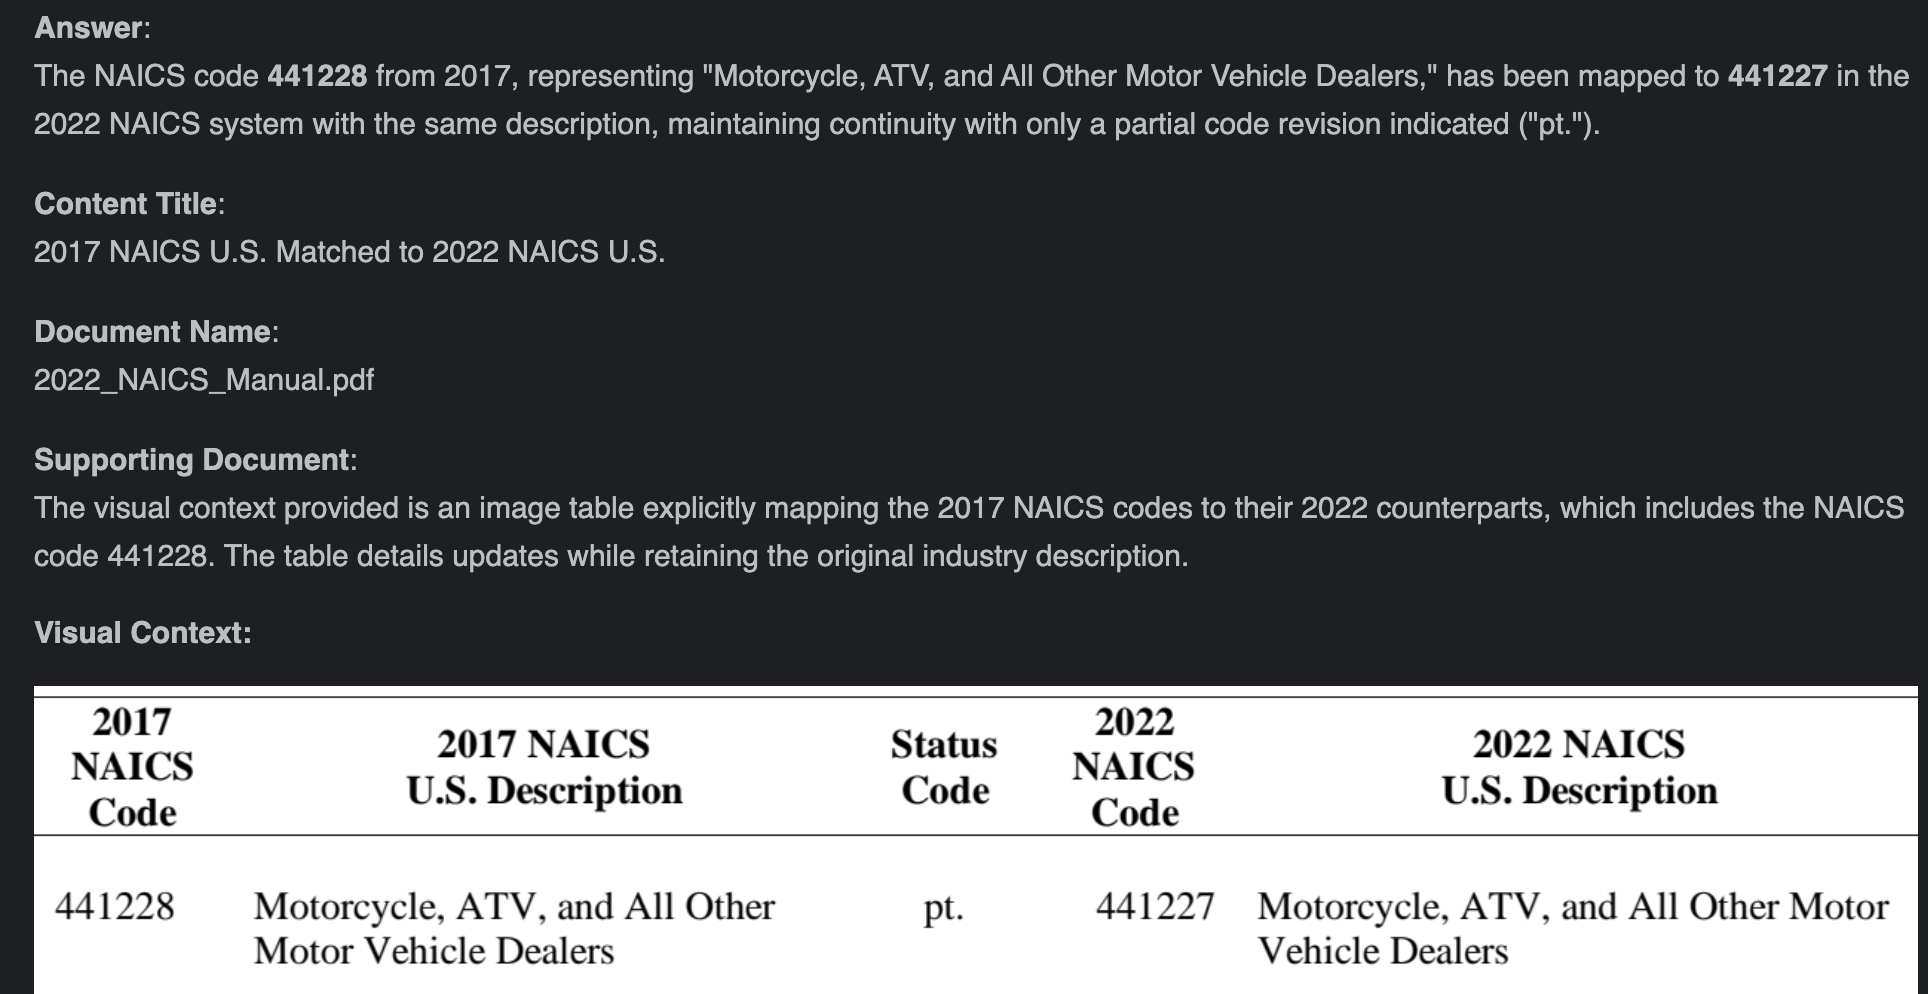 Answer:
The NAICS code 441228 from 2017, representing "Motorcycle, ATV, and All Other Motor Vehicle Dealers," has been mapped to 441227 in the
2022 NAICS system with the same description, maintaining continuity with only a partial code revision indicated ("pt.").
Content Title:
2017 NAICS U.S. Matched to 2022 NAICS U.S.
Document Name:
2022_NAICS_Manual.pdf
Supporting Document:
The visual context provided is an image table explicitly mapping the 2017 NAICS codes to their 2022 counterparts, which includes the NAICS
code 441228. The table details updates while retaining the original industry description.
Visual Context:
2017
NAICS
Code
2017 NAICS
U.S. Description
Status
Code
2022
NAICS
Code
2022 NAICS
U.S. Description
441228
Motorcycle, ATV, and All Other
Motor Vehicle Dealers
pt.
441227
Motorcycle, ATV, and All Other Motor
Vehicle Dealers